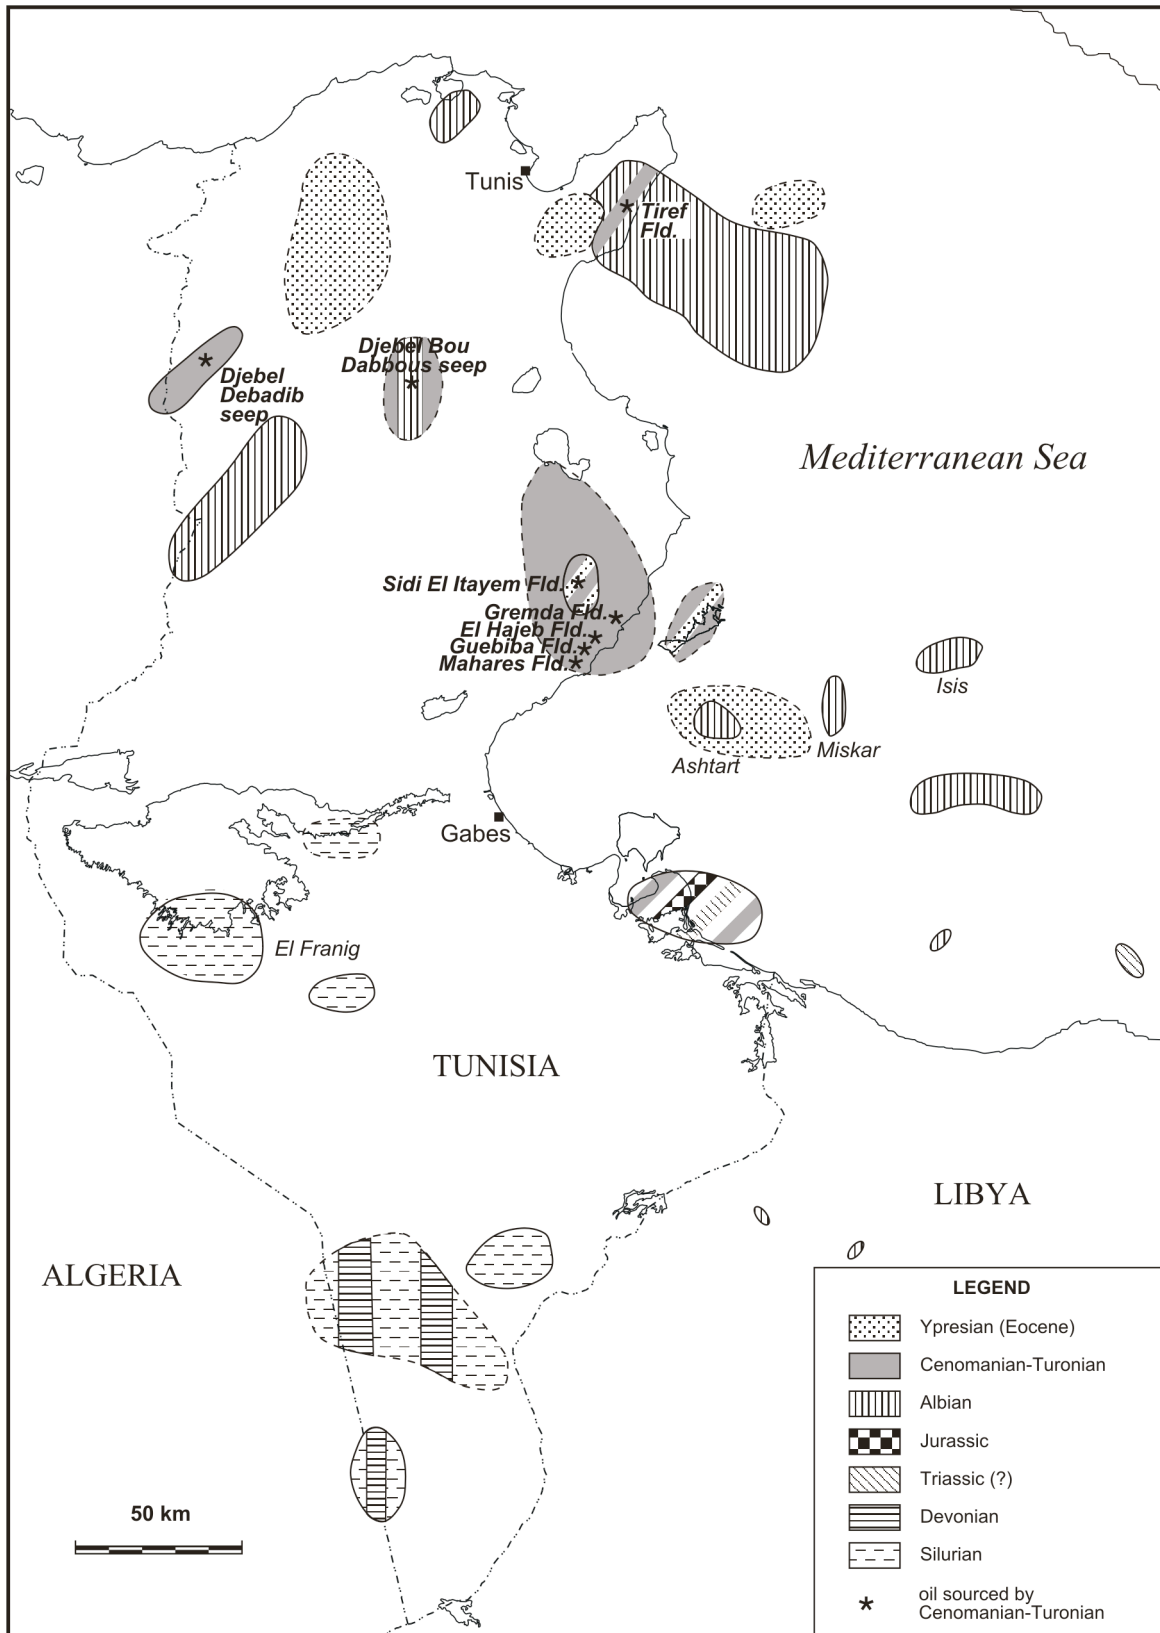 Tunis
Tiref
Fld.
Djebel Bou
Dabbous seep
Djebel
Debadib
seep
Mediterranean Sea
Sidi El Itayem Fld.
Gremda Fld.
El Hajeb Fld.
Guebiba Fld.
Mahares Fld.
Isis
Miskar
Ashtart
Gabes
El Franig
TUNISIA
LIBYA
ALGERIA
50 km
LEGEND
Ypresian (Eocene)
Cenomanian-Turonian
Albian
Jurassic
Triassic (?)
Devonian
Silurian
* oil sourced by
Cenomanian-Turonian